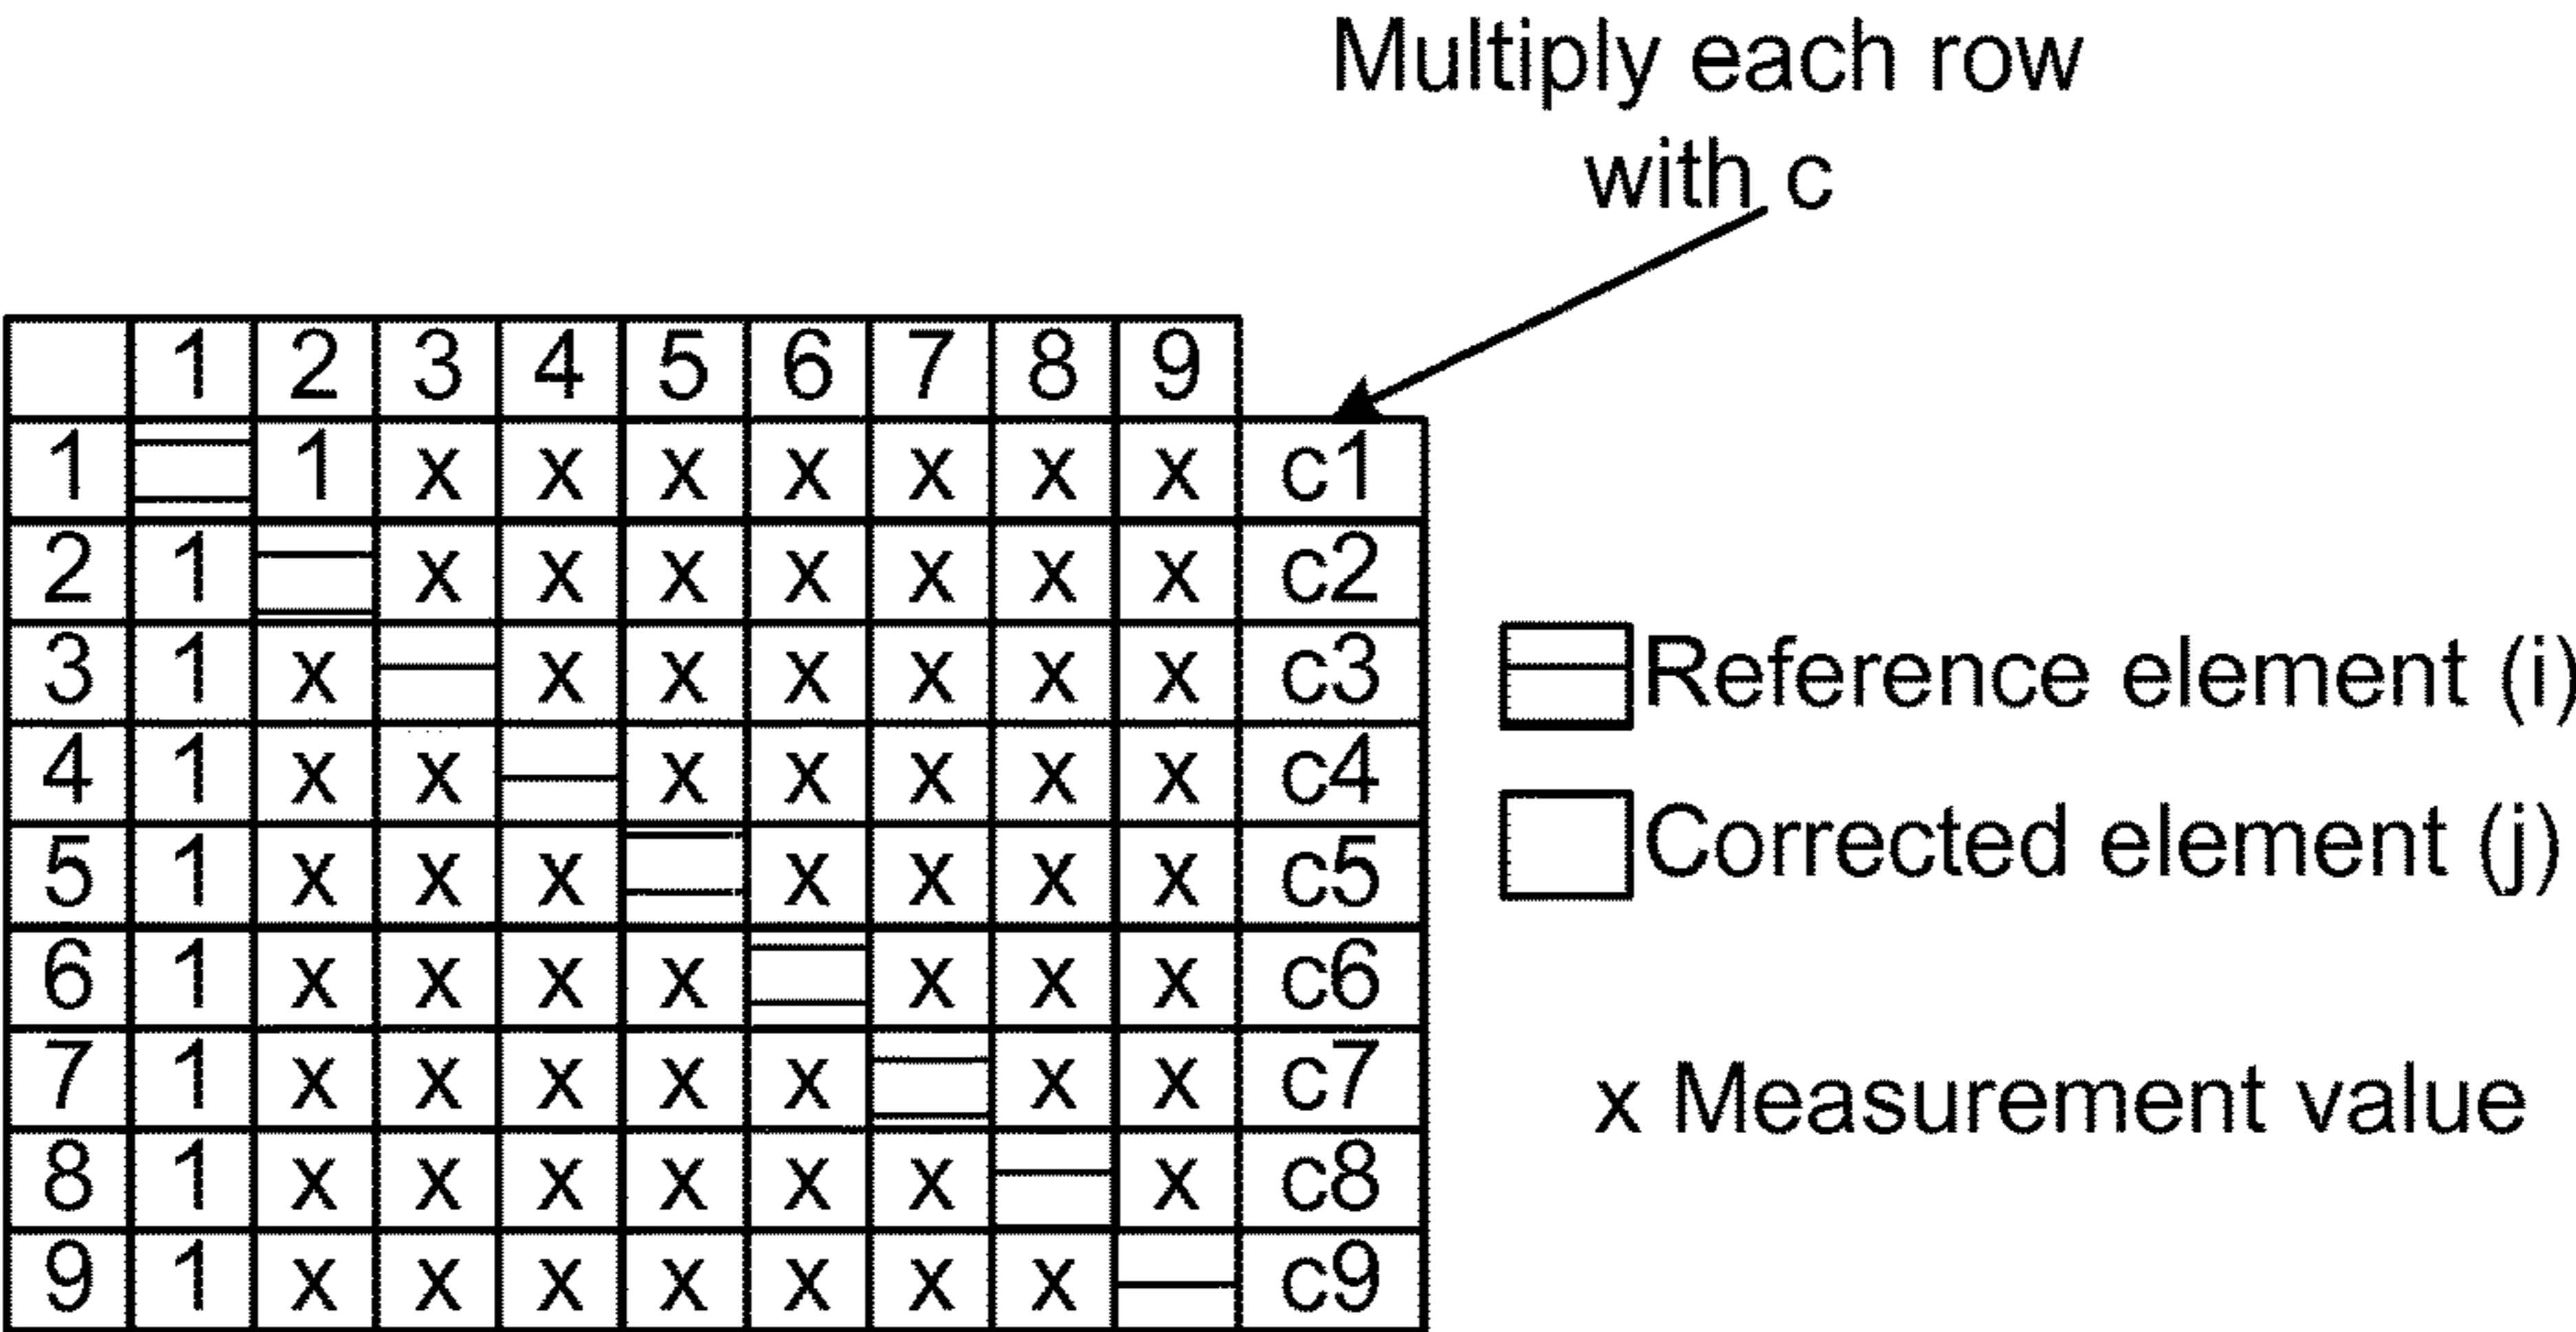 Multiply each row
with c
1 2 3 4 5 6 7 8 9
1 1 x x x x x x x c1
2 1 x x x x x x x c2
3 1 x x x x x x x c3
4 1 x x x x x x x c4
5 1 x x x x x x x c5
6 1 x x x x x x x c6
7 1 x x x x x x x c7
8 1 x x x x x x x c8
9 1 x x x x x x x c9
Reference element (i)
Corrected element (j)
x Measurement value